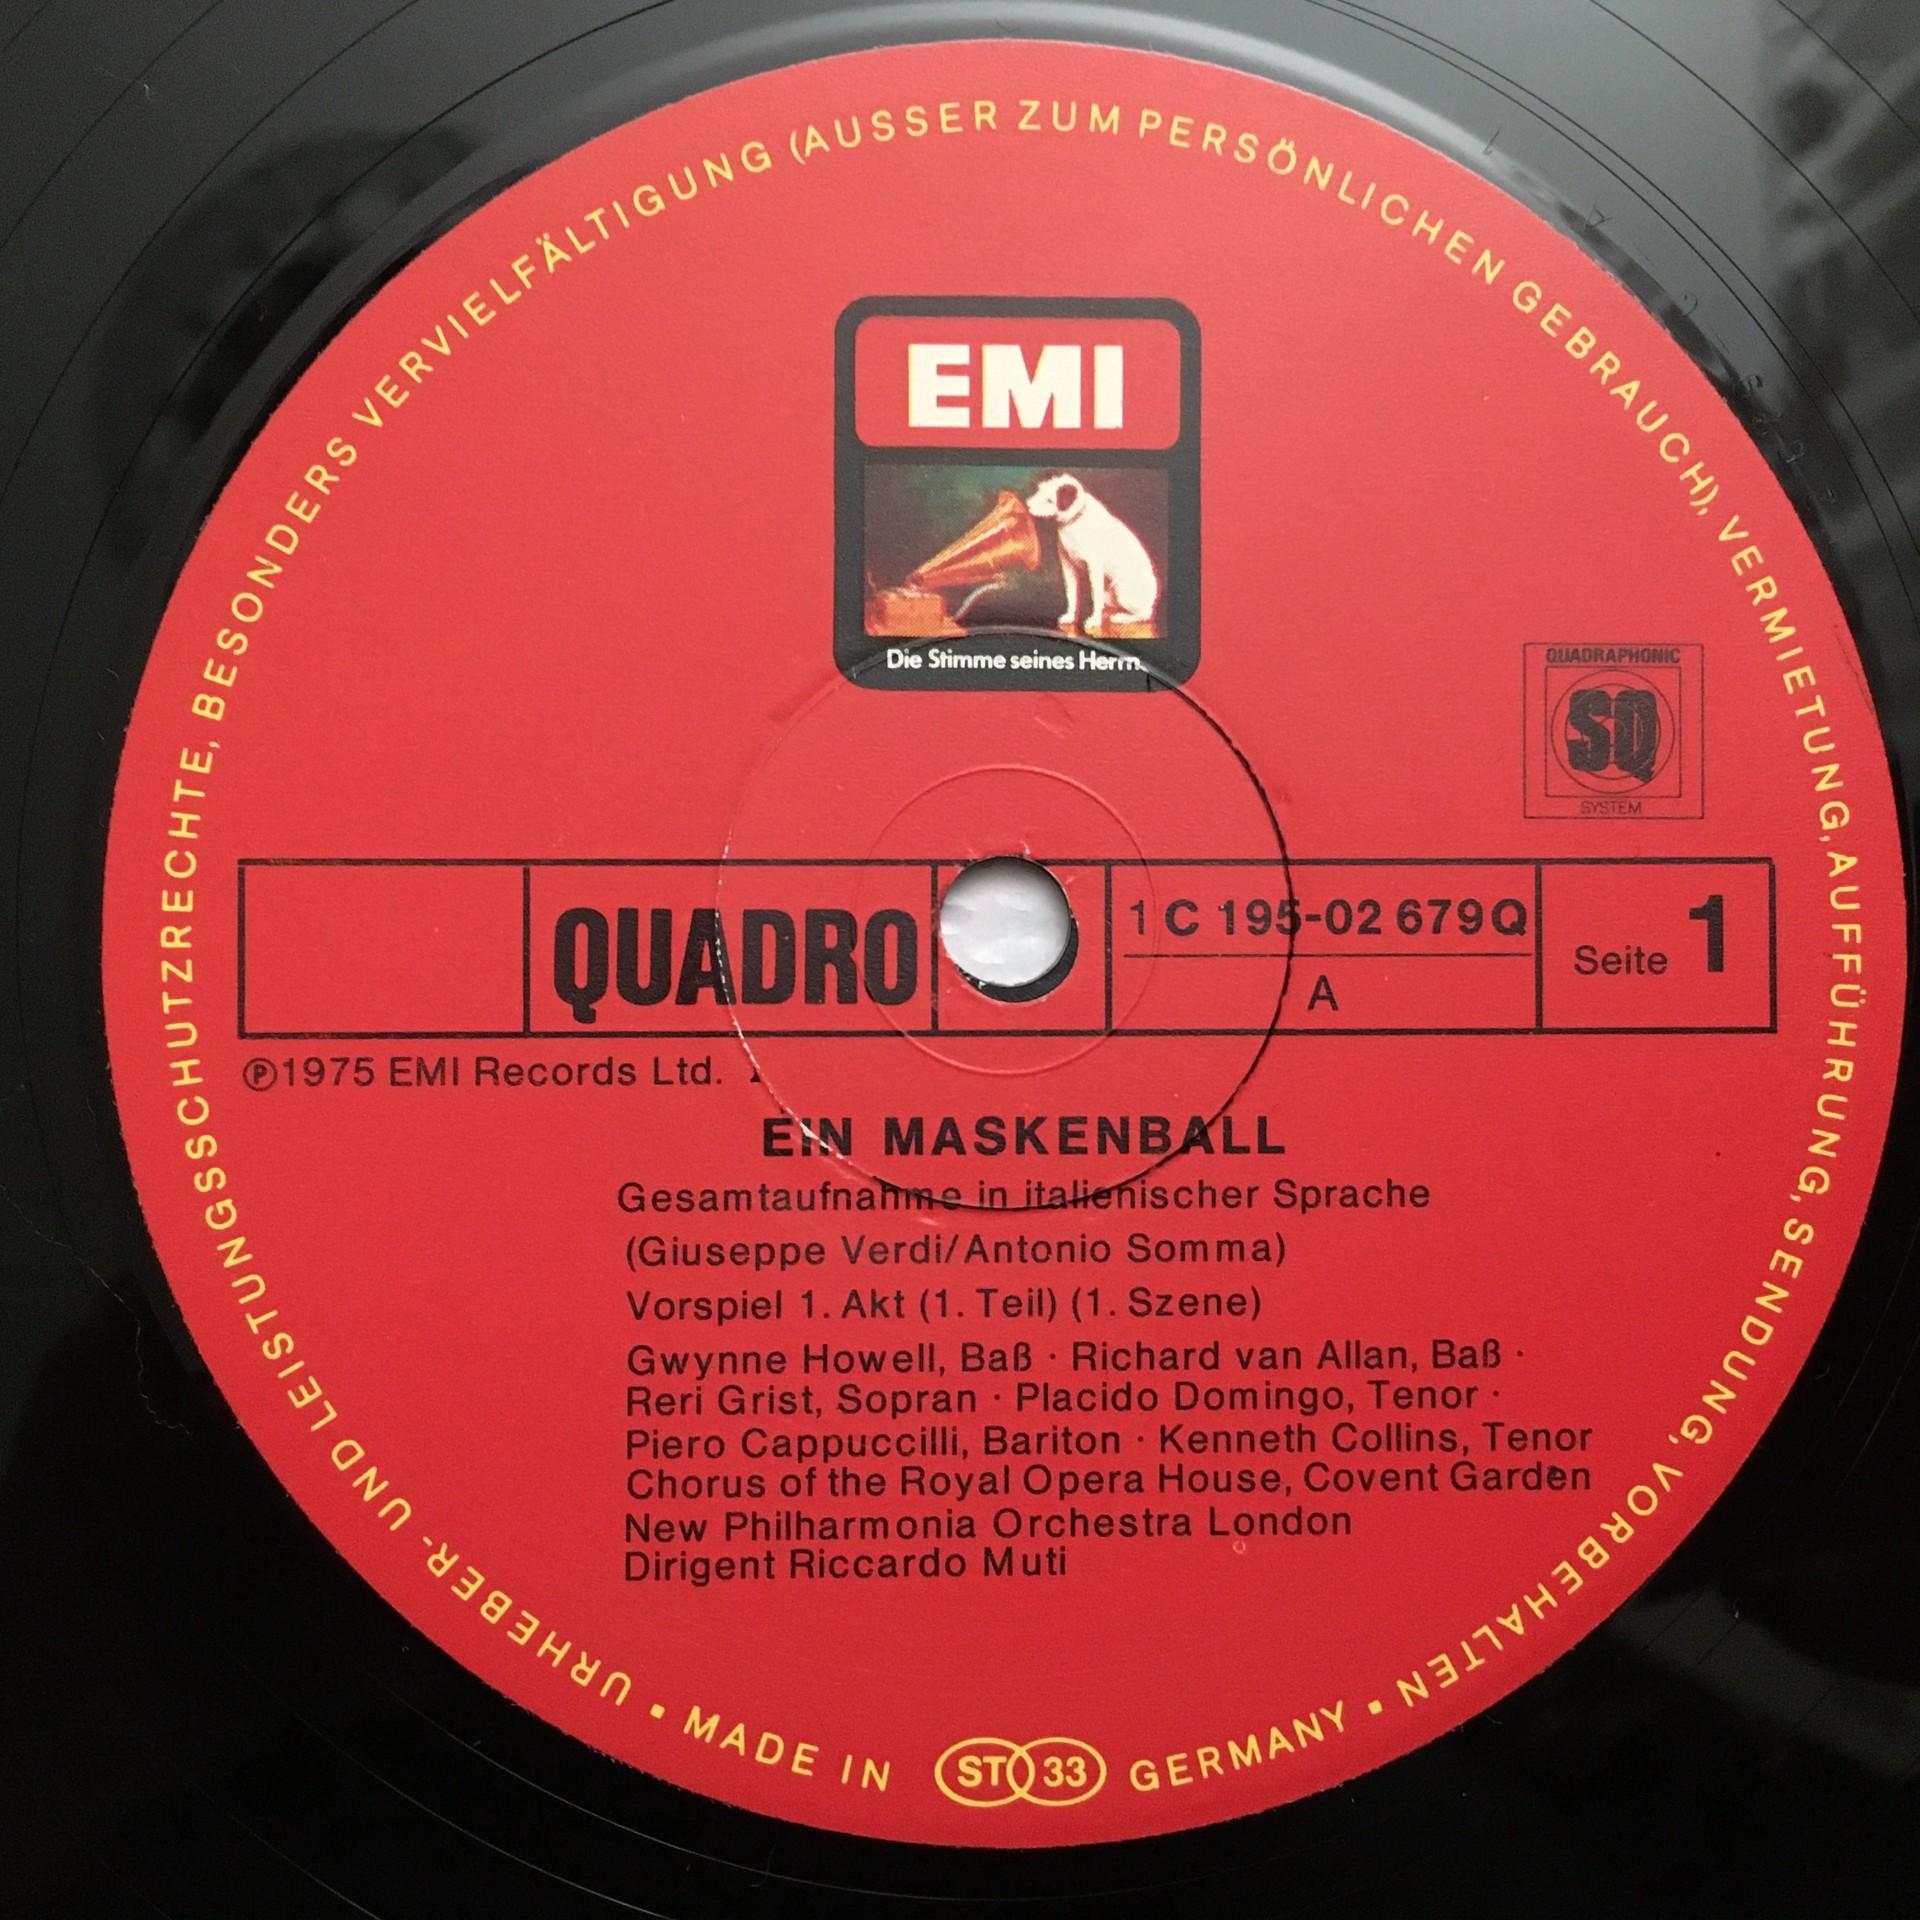 URHEBER- UND LEISTUNGSSCHUTZRECHTE, BESONDERS VERVIELFÄLTIGUNG (AUSSER ZUM PERSÖNLICHEN GEBRAUCH), VERMIETUNG, AUFFÜHRUNG, SENDUNG, VORBEHALTEN
EMI
Die Stimme seines Herrn
QUADRAPHONIC
SQ
SYSTEM
QUADRO
1 C 195-02 679 Q
A
Seite 1
℗1975 EMI Records Ltd.
EIN MASKENBALL
Gesamtaufnahme in italienischer Sprache
(Giuseppe Verdi/Antonio Somma)
Vorspiel 1. Akt (1. Teil) (1. Szene)
Gwynne Howell, Baß · Richard van Allan, Baß ·
Reri Grist, Sopran · Placido Domingo, Tenor ·
Piero Cappuccilli, Bariton · Kenneth Collins, Tenor
Chorus of the Royal Opera House, Covent Garden
New Philharmonia Orchestra London
Dirigent Riccardo Muti
• MADE IN ST 33 GERMANY •